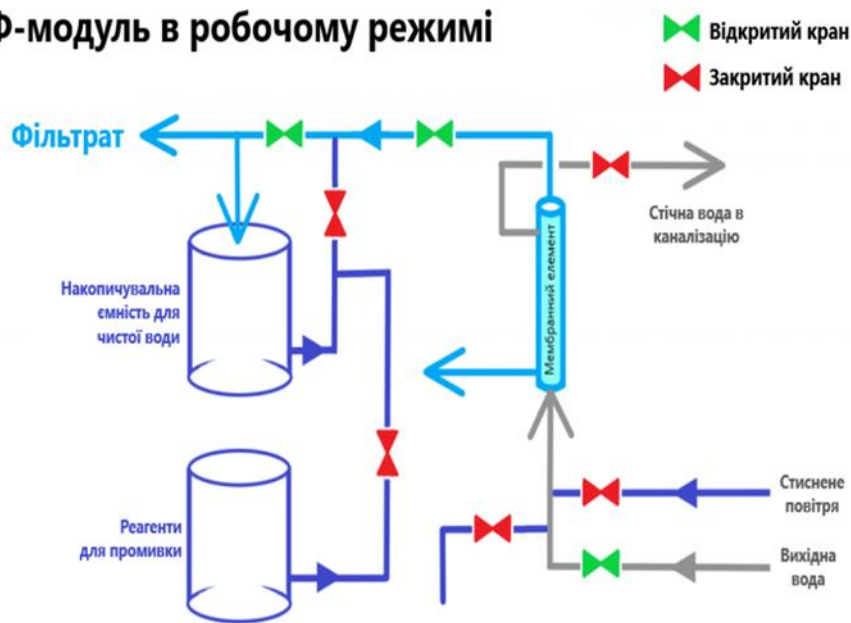 Ф-модуль в робочому режимі
Відкритий кран
Закритий кран
Фільтрат
Стічна вода в
каналізацію
Мембранний елемент
Накопичувальна
ємність для
чистої води
Стиснене
повітря
Реагенти
для промивки
Вихідна
вода